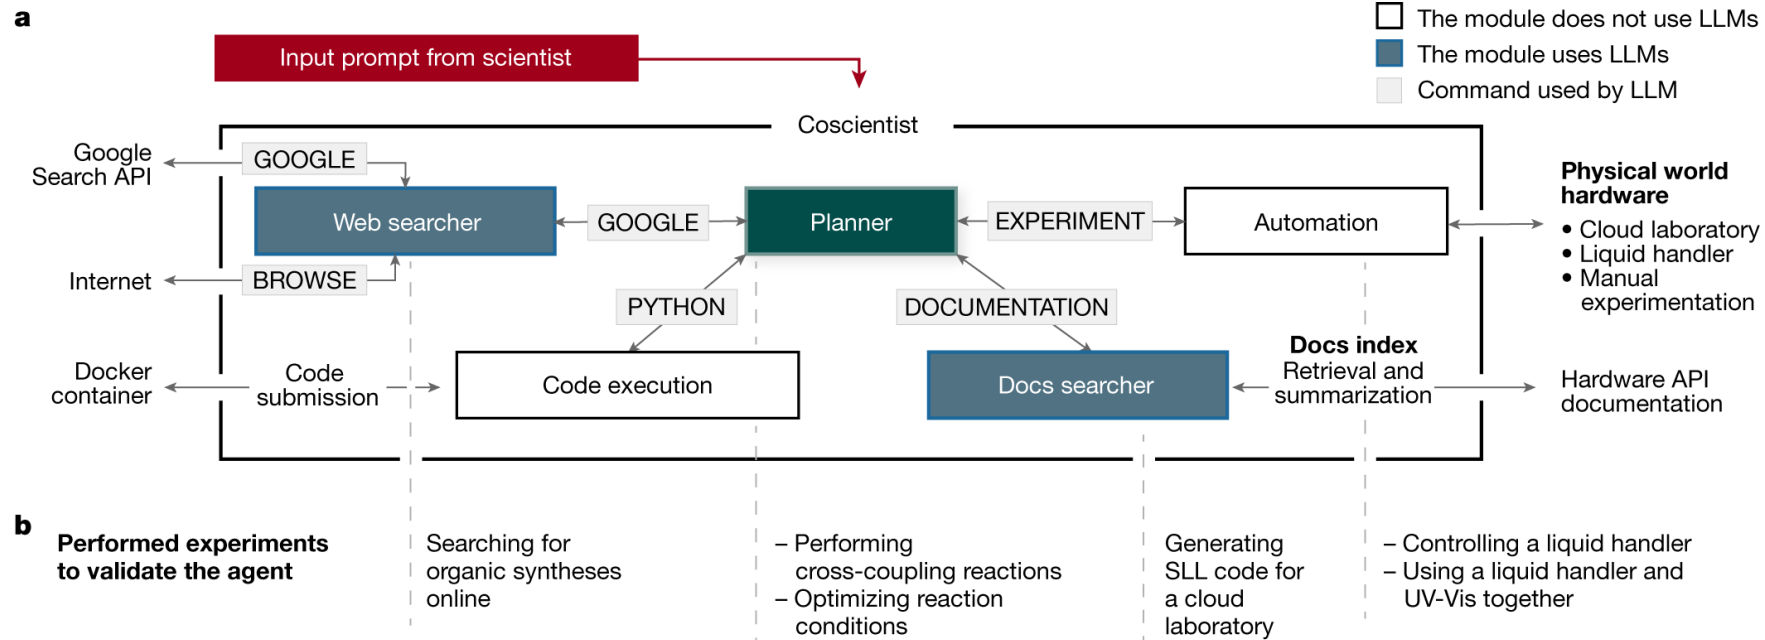 a
The module does not use LLMs
The module uses LLMs
Command used by LLM
Input prompt from scientist
Coscientist
Google
Search API
GOOGLE
Web searcher
GOOGLE
Planner
EXPERIMENT
Automation
Physical world
hardware
• Cloud laboratory
• Liquid handler
• Manual
experimentation
Internet
BROWSE
PYTHON
DOCUMENTATION
Docker
container
Code
submission
Code execution
Docs searcher
Docs index
Retrieval and
summarization
Hardware API
documentation
b
Performed experiments
to validate the agent
Searching for
organic syntheses
online
– Performing
cross-coupling reactions
– Optimizing reaction
conditions
Generating
SLL code for
a cloud
laboratory
– Controlling a liquid handler
– Using a liquid handler and
UV-Vis together